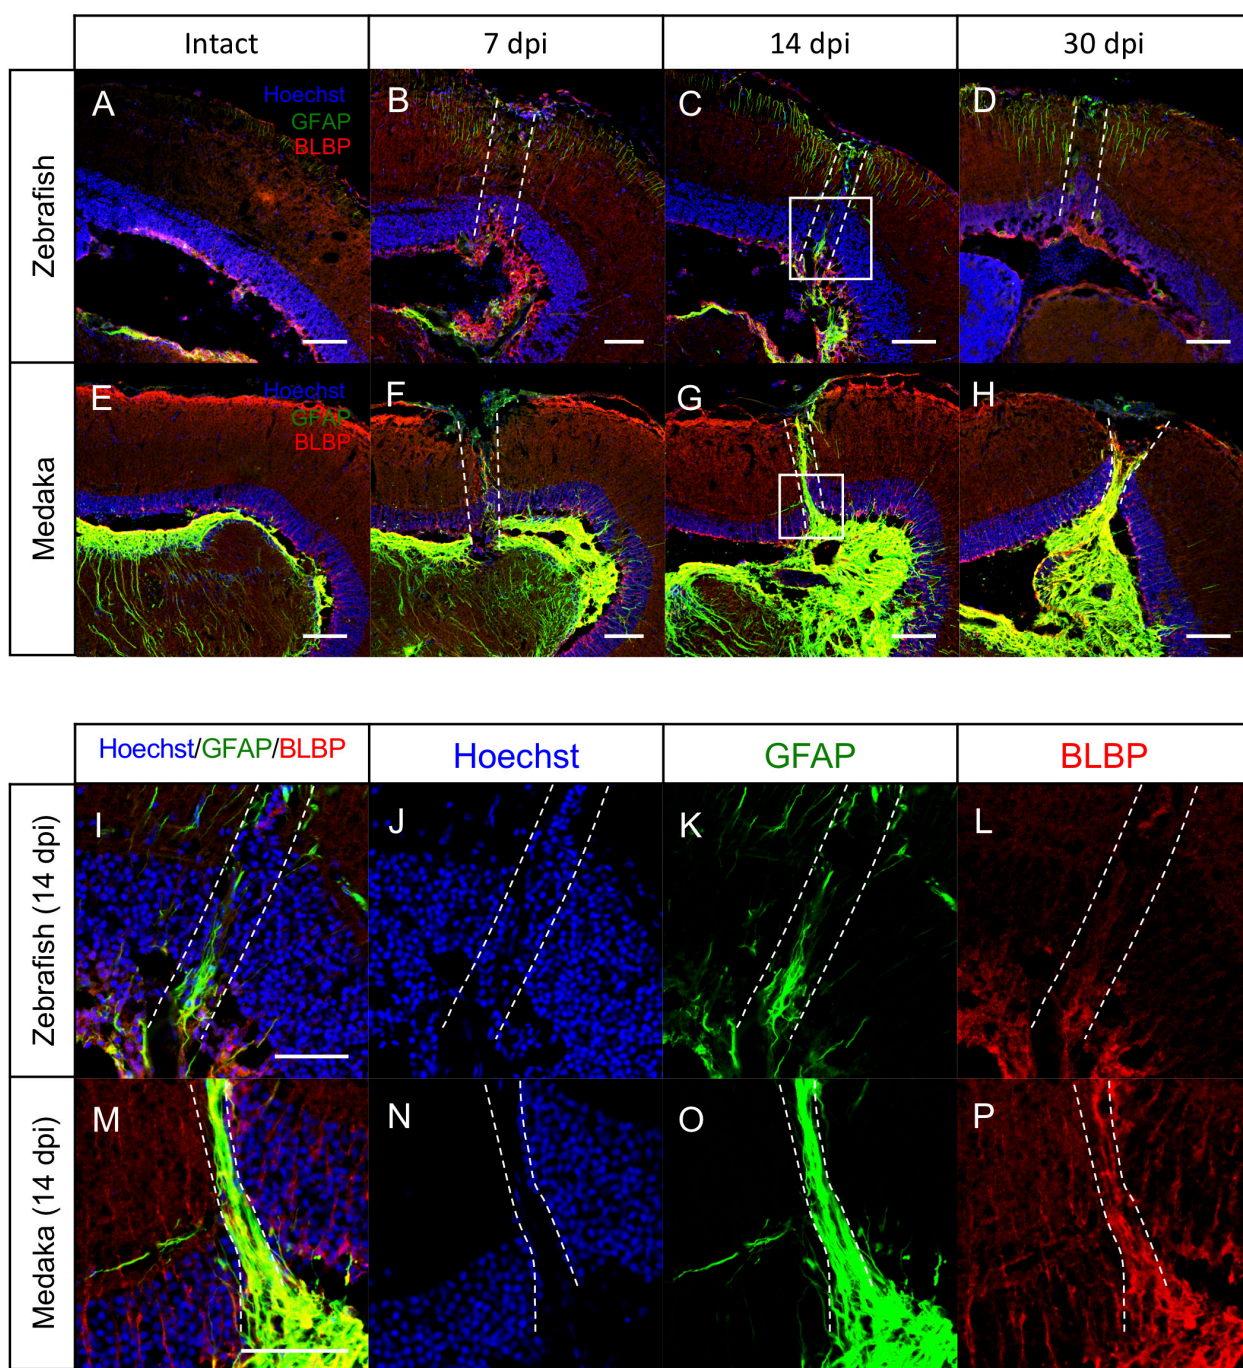 Intact
7 dpi
14 dpi
30 dpi
Zebrafish
A
Hoechst
GFAP
BLBP
B
C
D
Medaka
E
Hoechst
GFAP
BLBP
F
G
H
Hoechst/GFAP/BLBP
Hoechst
GFAP
BLBP
Zebrafish (14 dpi)
I
J
K
L
Medaka (14 dpi)
M
N
O
P